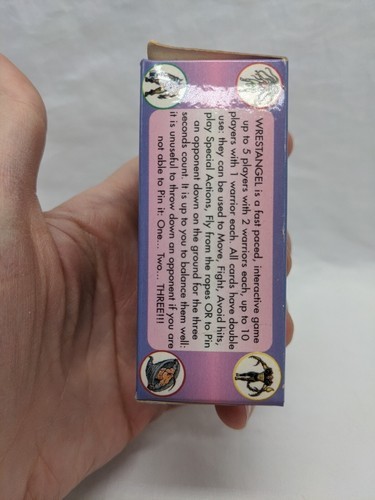 WRESTANGEL is a fast paced, interactive game
up to 5 players with 2 warriors each, up to 10
players with 1 warrior each. All cards have double
use: they can be used to Move, Fight, Avoid hits,
play Special Actions, Fly from the ropes OR to Pin
an opponent down on the ground for the three
seconds count. It is up to you to balance them well:
it is unuseful to throw down an opponent if you are
not able to Pin it: One... Two... THREE!!!